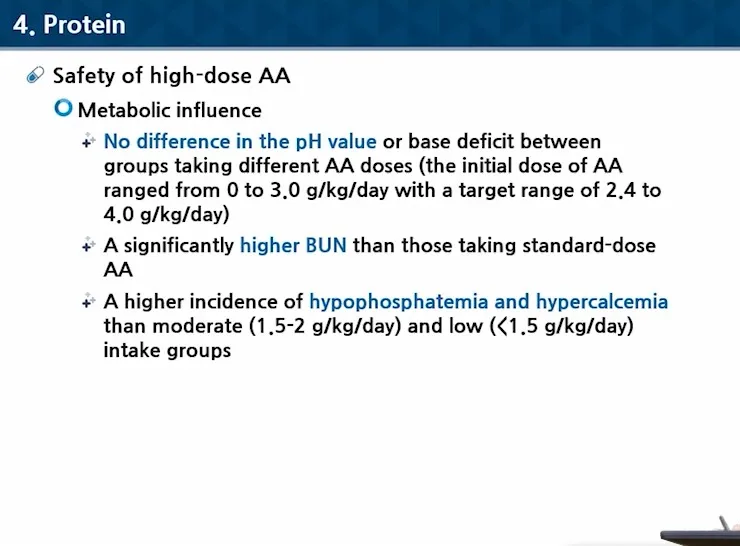 4. Protein
Safety of high-dose AA
Metabolic influence
No difference in the pH value or base deficit between
groups taking different AA doses (the initial dose of AA
ranged from 0 to 3.0 g/kg/day with a target range of 2.4 to
4.0 g/kg/day)
A significantly higher BUN than those taking standard-dose
AA
A higher incidence of hypophosphatemia and hypercalcemia
than moderate (1.5-2 g/kg/day) and low (<1.5 g/kg/day)
intake groups